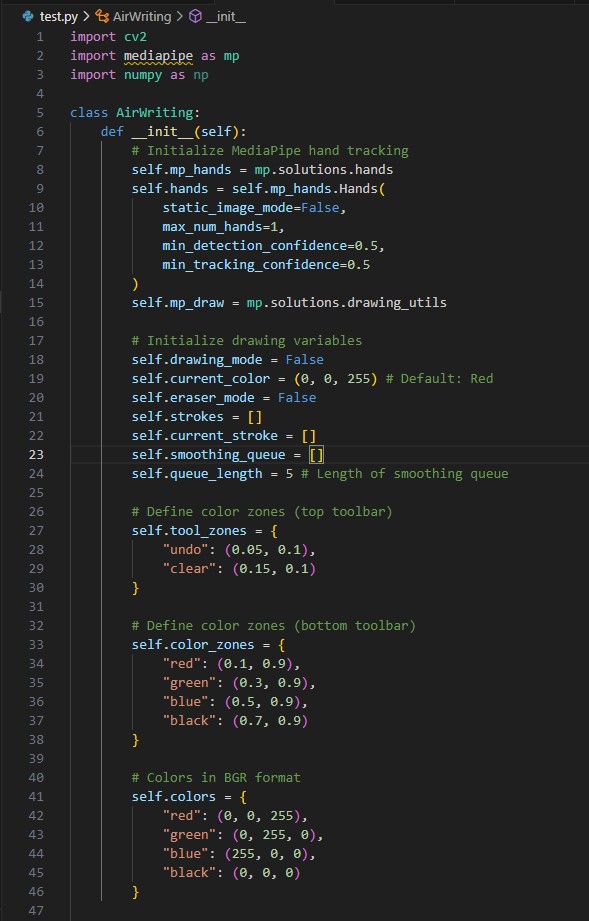 test.py > AirWriting > __init__
1 import cv2
2 import mediapipe as mp
3 import numpy as np
4
5 class AirWriting:
6     def __init__(self):
7         # Initialize MediaPipe hand tracking
8         self.mp_hands = mp.solutions.hands
9         self.hands = self.mp_hands.Hands(
10             static_image_mode=False,
11             max_num_hands=1,
12             min_detection_confidence=0.5,
13             min_tracking_confidence=0.5
14         )
15         self.mp_draw = mp.solutions.drawing_utils
16
17         # Initialize drawing variables
18         self.drawing_mode = False
19         self.current_color = (0, 0, 255) # Default: Red
20         self.eraser_mode = False
21         self.strokes = []
22         self.current_stroke = []
23         self.smoothing_queue = []
24         self.queue_length = 5 # Length of smoothing queue
25
26         # Define color zones (top toolbar)
27         self.tool_zones = {
28             "undo": (0.05, 0.1),
29             "clear": (0.15, 0.1)
30         }
31
32         # Define color zones (bottom toolbar)
33         self.color_zones = {
34             "red": (0.1, 0.9),
35             "green": (0.3, 0.9),
36             "blue": (0.5, 0.9),
37             "black": (0.7, 0.9)
38         }
39
40         # Colors in BGR format
41         self.colors = {
42             "red": (0, 0, 255),
43             "green": (0, 255, 0),
44             "blue": (255, 0, 0),
45             "black": (0, 0, 0)
46         }
47